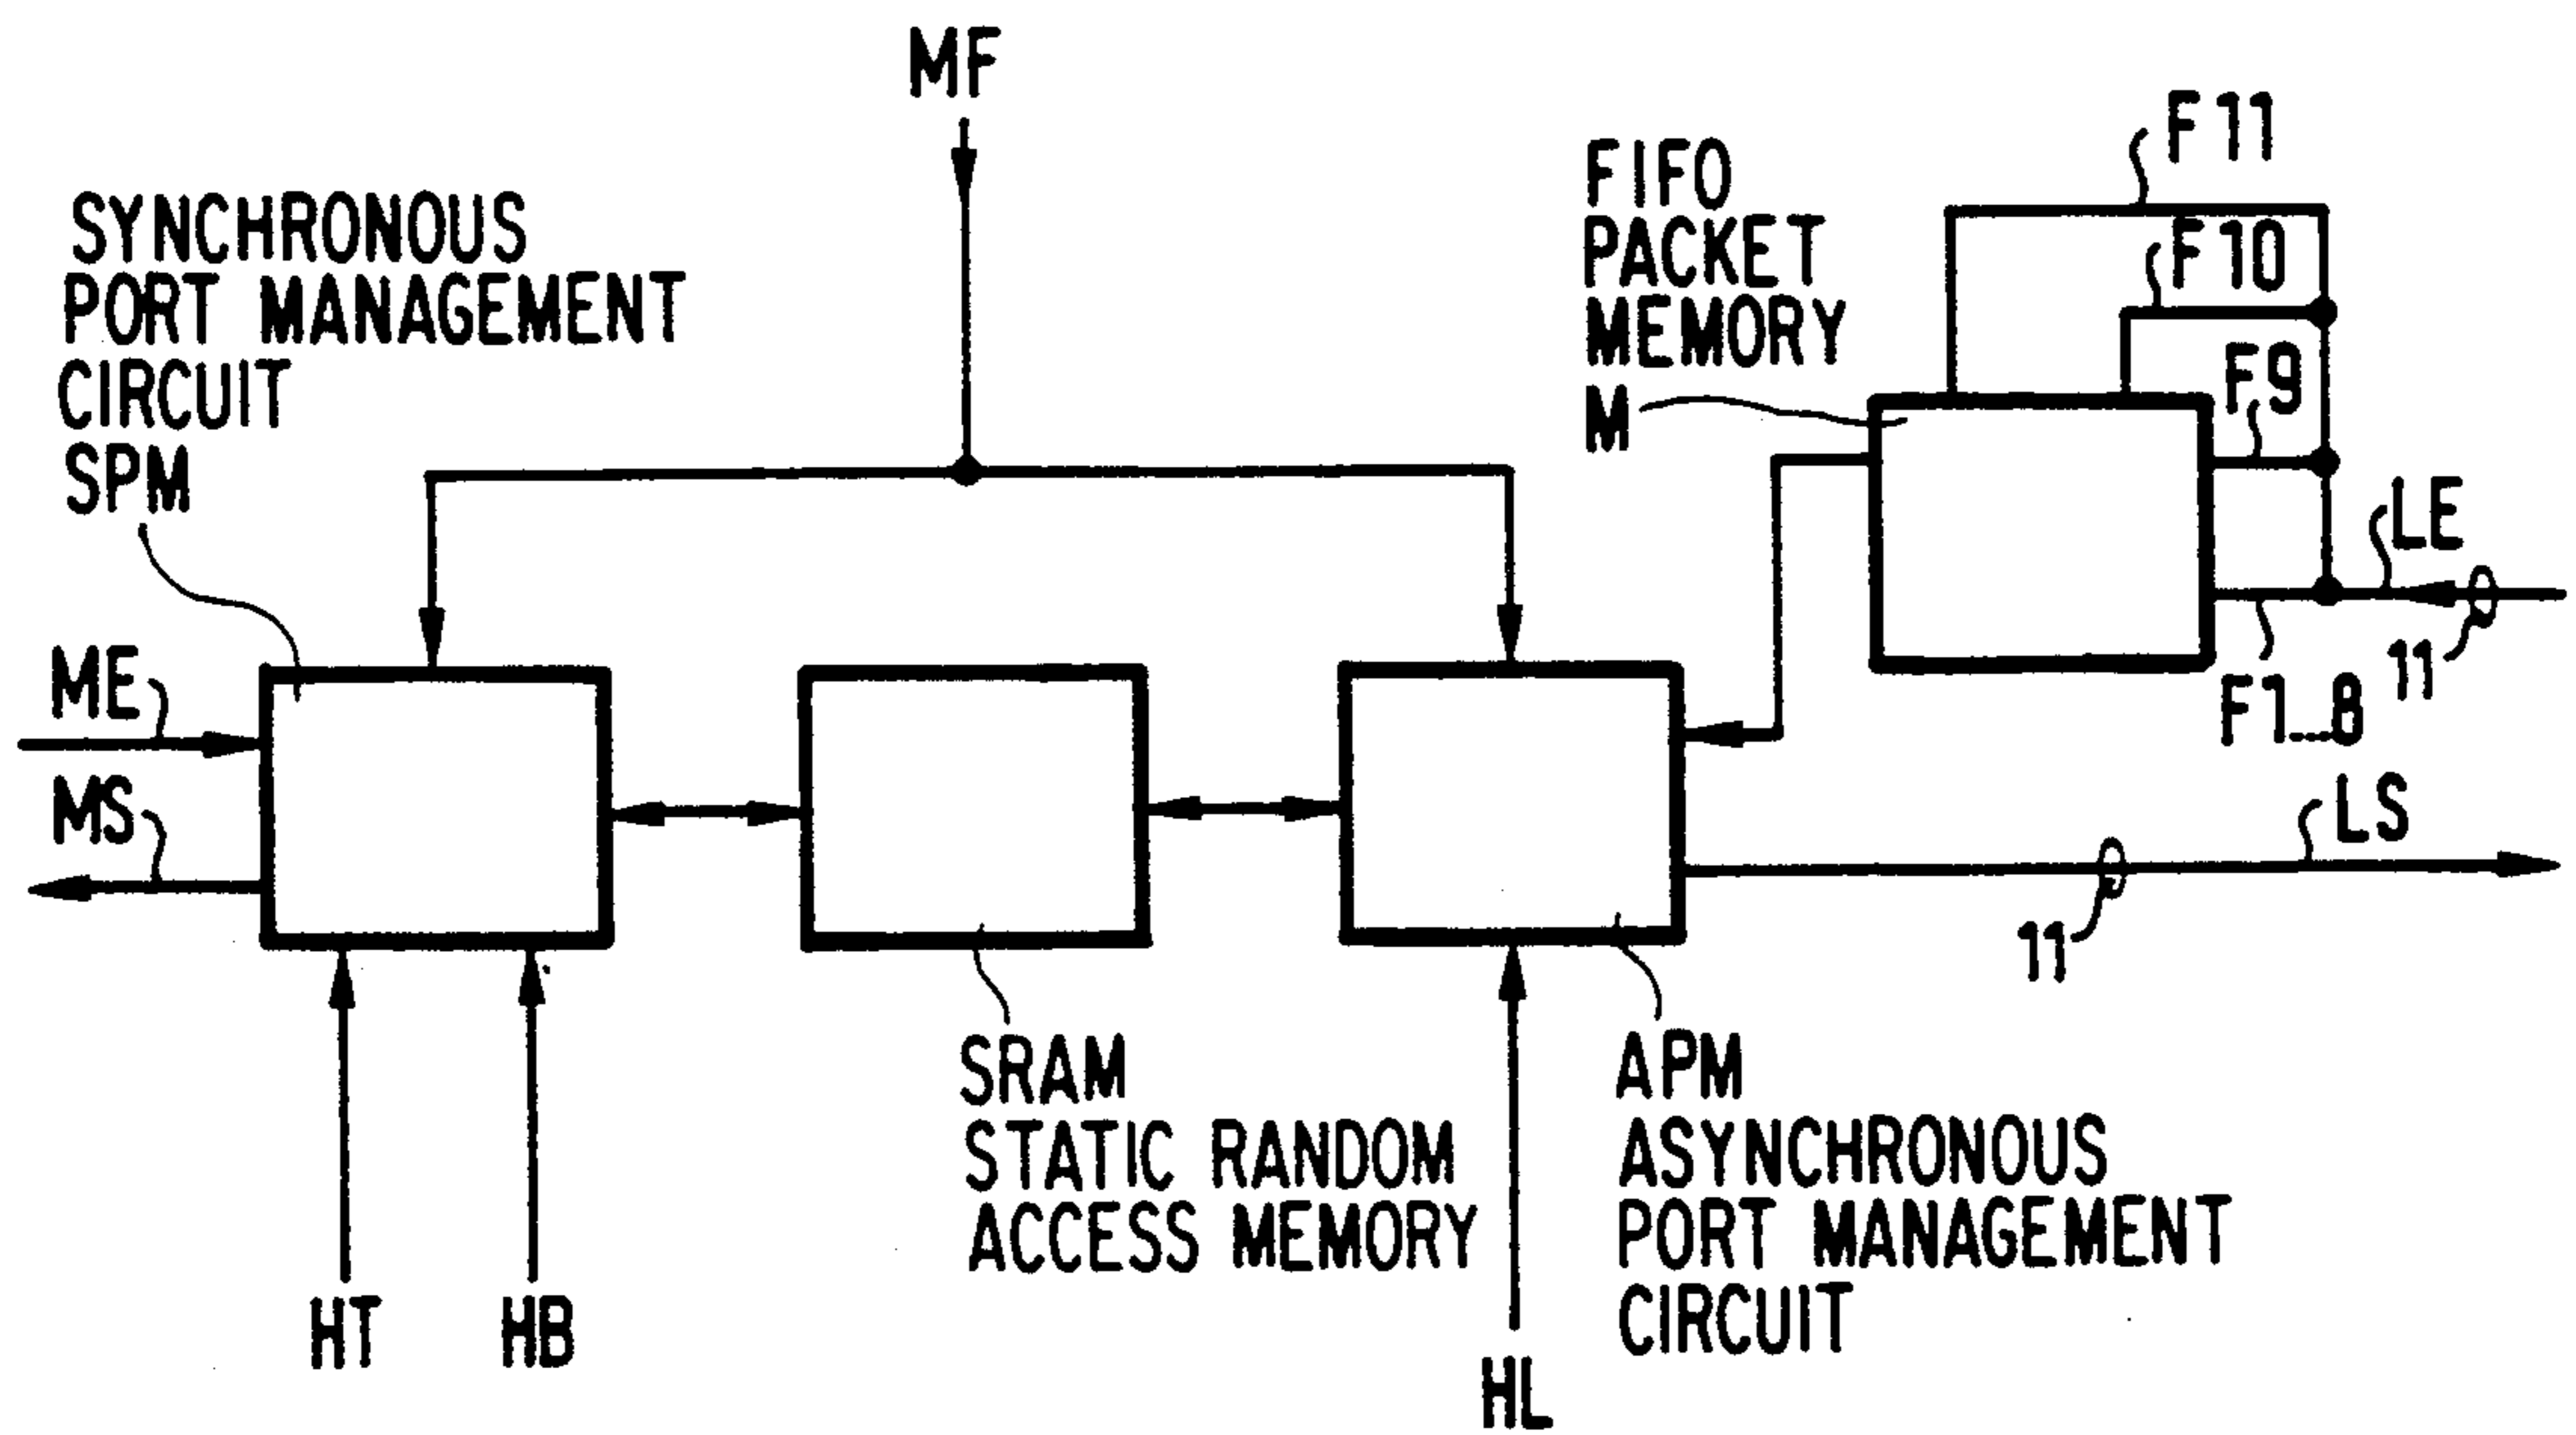 MF
SYNCHRONOUS
PORT MANAGEMENT
CIRCUIT
SPM
FIFO
PACKET
MEMORY
M
F11
F10
F9
LE
11
F1...8
ME
MS
LS
11
SRAM
STATIC RANDOM
ACCESS MEMORY
APM
ASYNCHRONOUS
PORT MANAGEMENT
CIRCUIT
HT
HB
HL